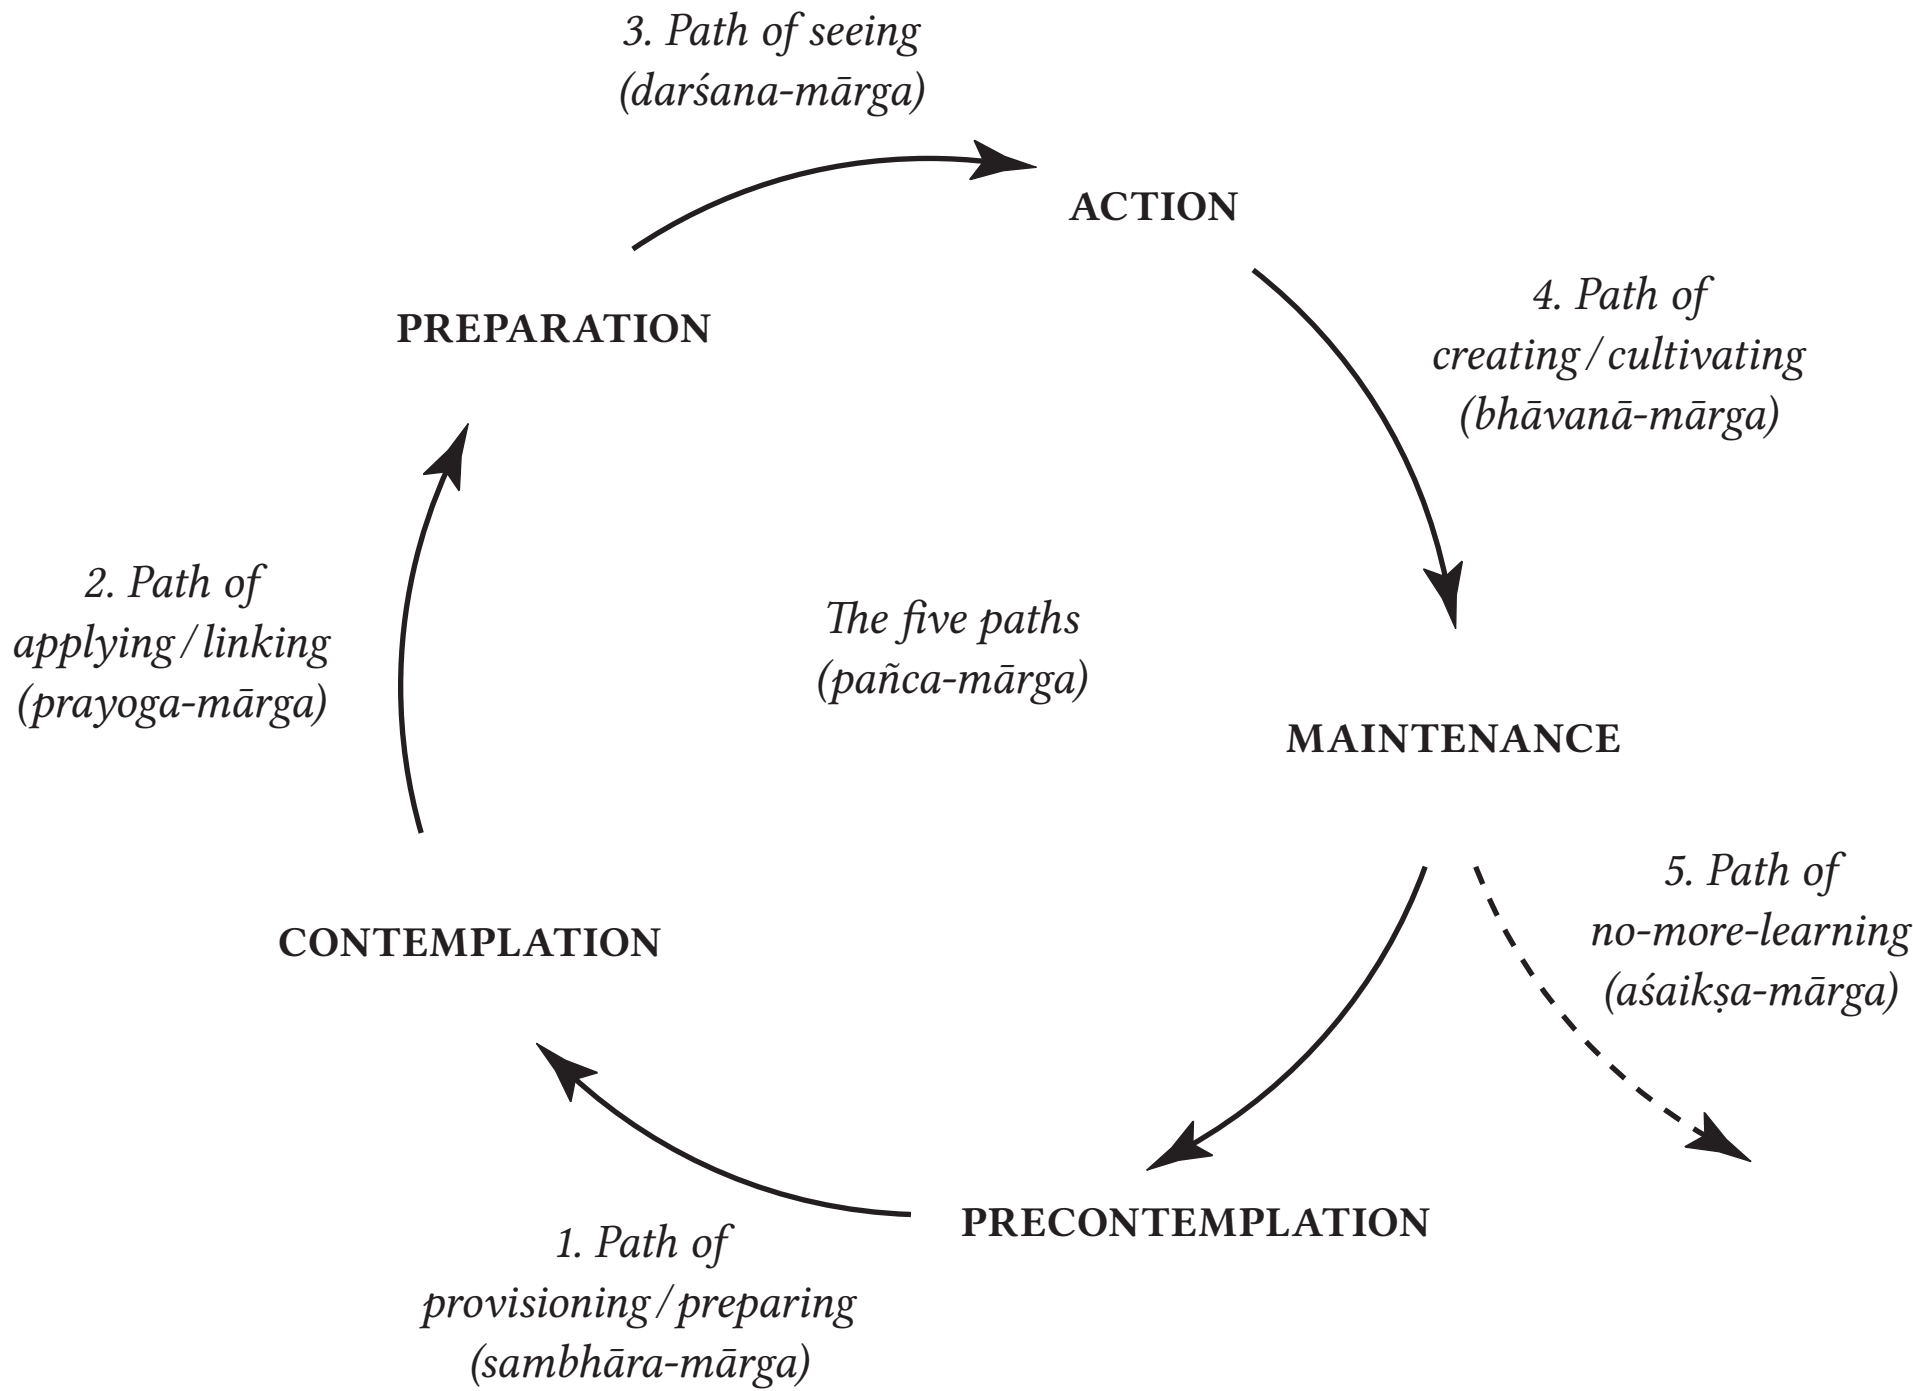 3. Path of seeing
(darśana-mārga)
ACTION
4. Path of
creating / cultivating
(bhāvanā-mārga)
PREPARATION
2. Path of
applying / linking
(prayoga-mārga)
The five paths
(pañca-mārga)
MAINTENANCE
5. Path of
no-more-learning
(aśaikṣa-mārga)
CONTEMPLATION
PRECONTEMPLATION
1. Path of
provisioning / preparing
(sambhāra-mārga)